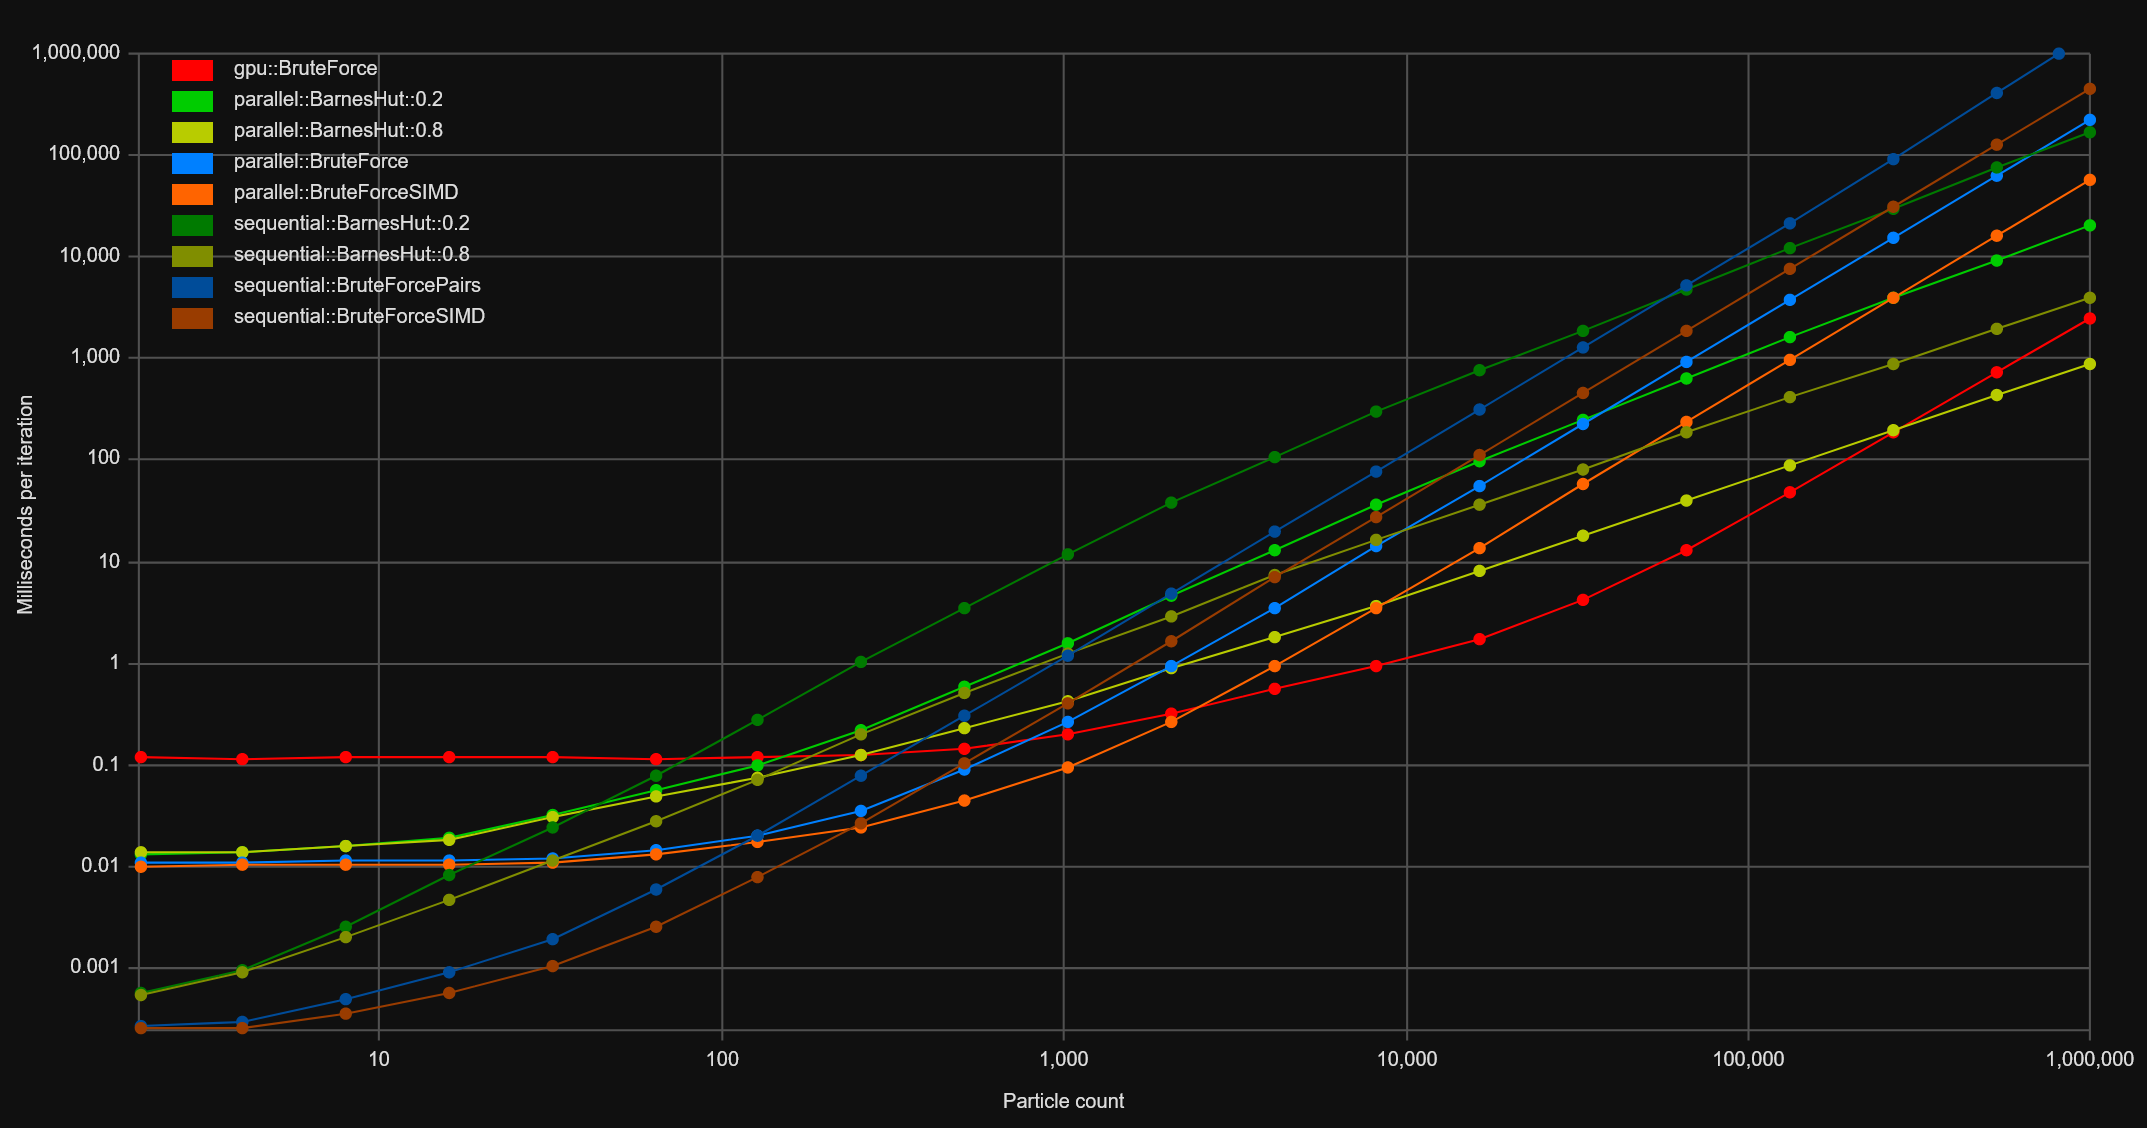 1,000,000
100,000
10,000
1,000
100
10
1
0.1
0.01
0.001
Milliseconds per iteration
gpu::BruteForce
parallel::BarnesHut::0.2
parallel::BarnesHut::0.8
parallel::BruteForce
parallel::BruteForceSIMD
sequential::BarnesHut::0.2
sequential::BarnesHut::0.8
sequential::BruteForcePairs
sequential::BruteForceSIMD
10 100 1,000 10,000 100,000 1,000,000
Particle count